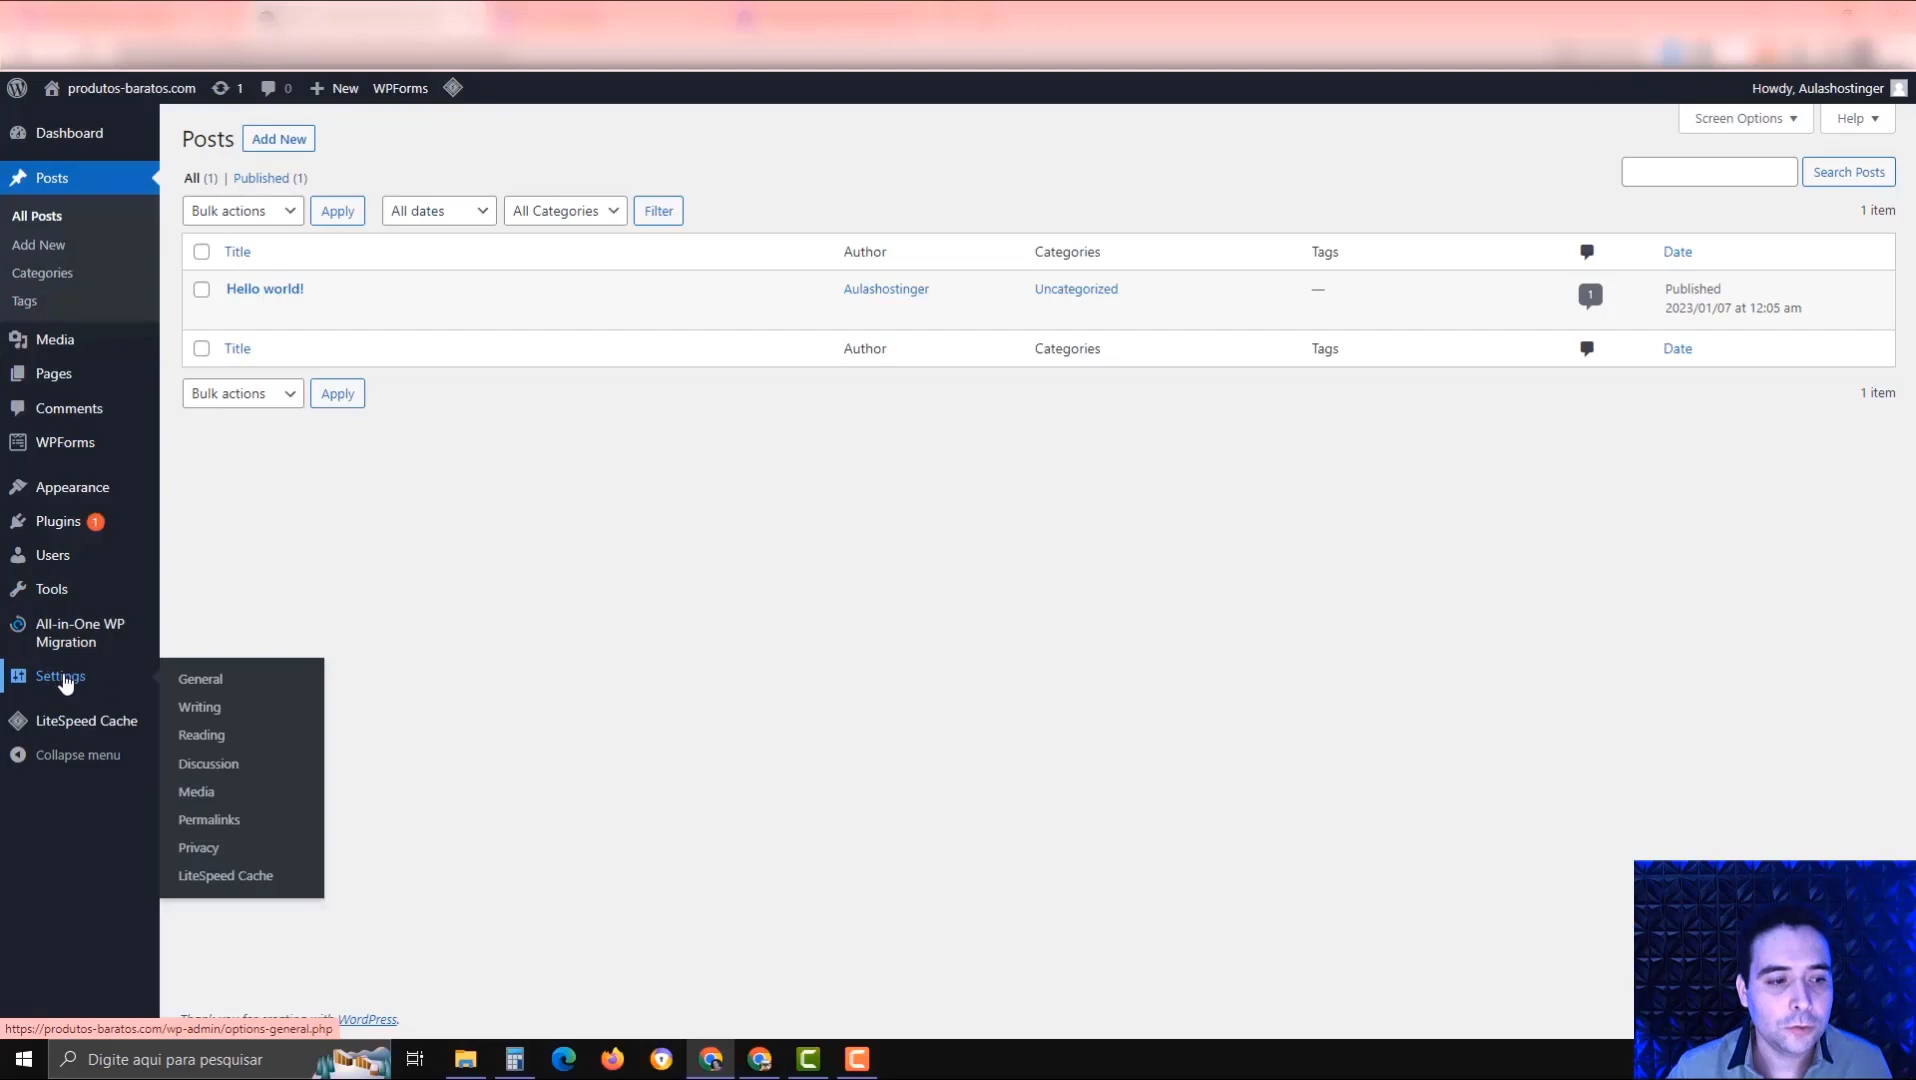 produtos-baratos.com 1 0 New WPForms Howdy, Aulashostinger
Dashboard
Posts
All Posts
Add New
Categories
Tags
Media
Pages
Comments
WPForms
Appearance
Plugins 1
Users
Tools
All-in-One WP
Migration
Settings
LiteSpeed Cache
Collapse menu
General
Writing
Reading
Discussion
Media
Permalinks
Privacy
LiteSpeed Cache
Screen Options Help
Posts Add New
All (1) | Published (1)
Search Posts
Bulk actions Apply All dates All Categories Filter 1 item
Title Author Categories Tags Date
Hello world! Aulashostinger Uncategorized — 1 Published
2023/01/07 at 12:05 am
Title Author Categories Tags Date
Bulk actions Apply 1 item
Thank you for creating with WordPress.
https://produtos-baratos.com/wp-admin/options-general.php
Digite aqui para pesquisar